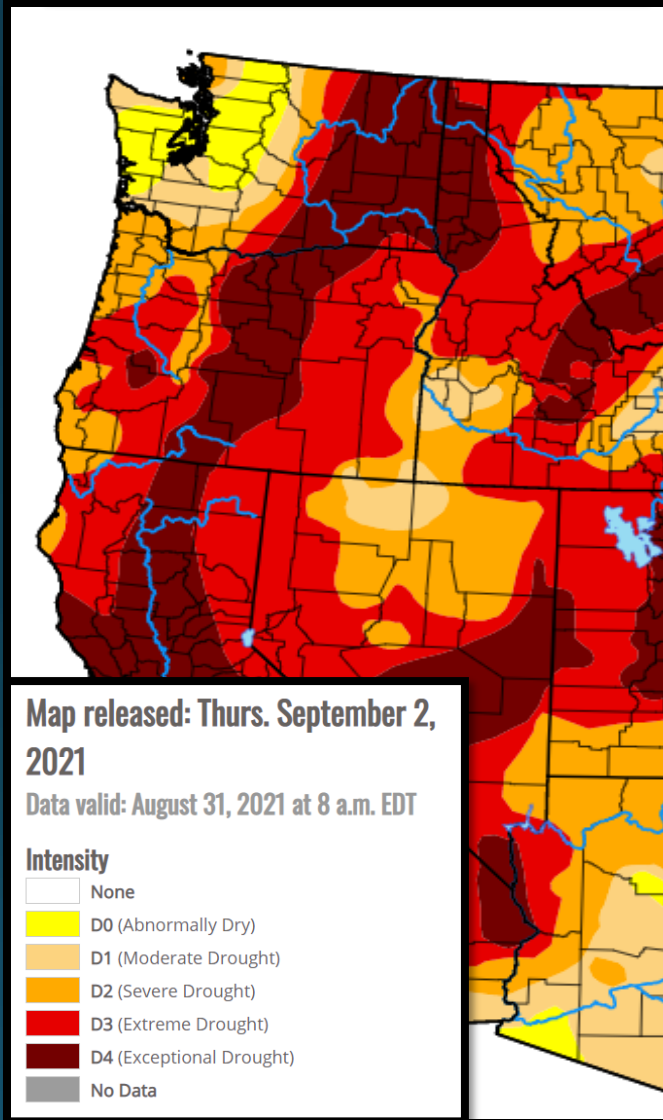 Map released: Thurs. September 2,
2021
Data valid: August 31, 2021 at 8 a.m. EDT
Intensity
None
D0 (Abnormally Dry)
D1 (Moderate Drought)
D2 (Severe Drought)
D3 (Extreme Drought)
D4 (Exceptional Drought)
No Data